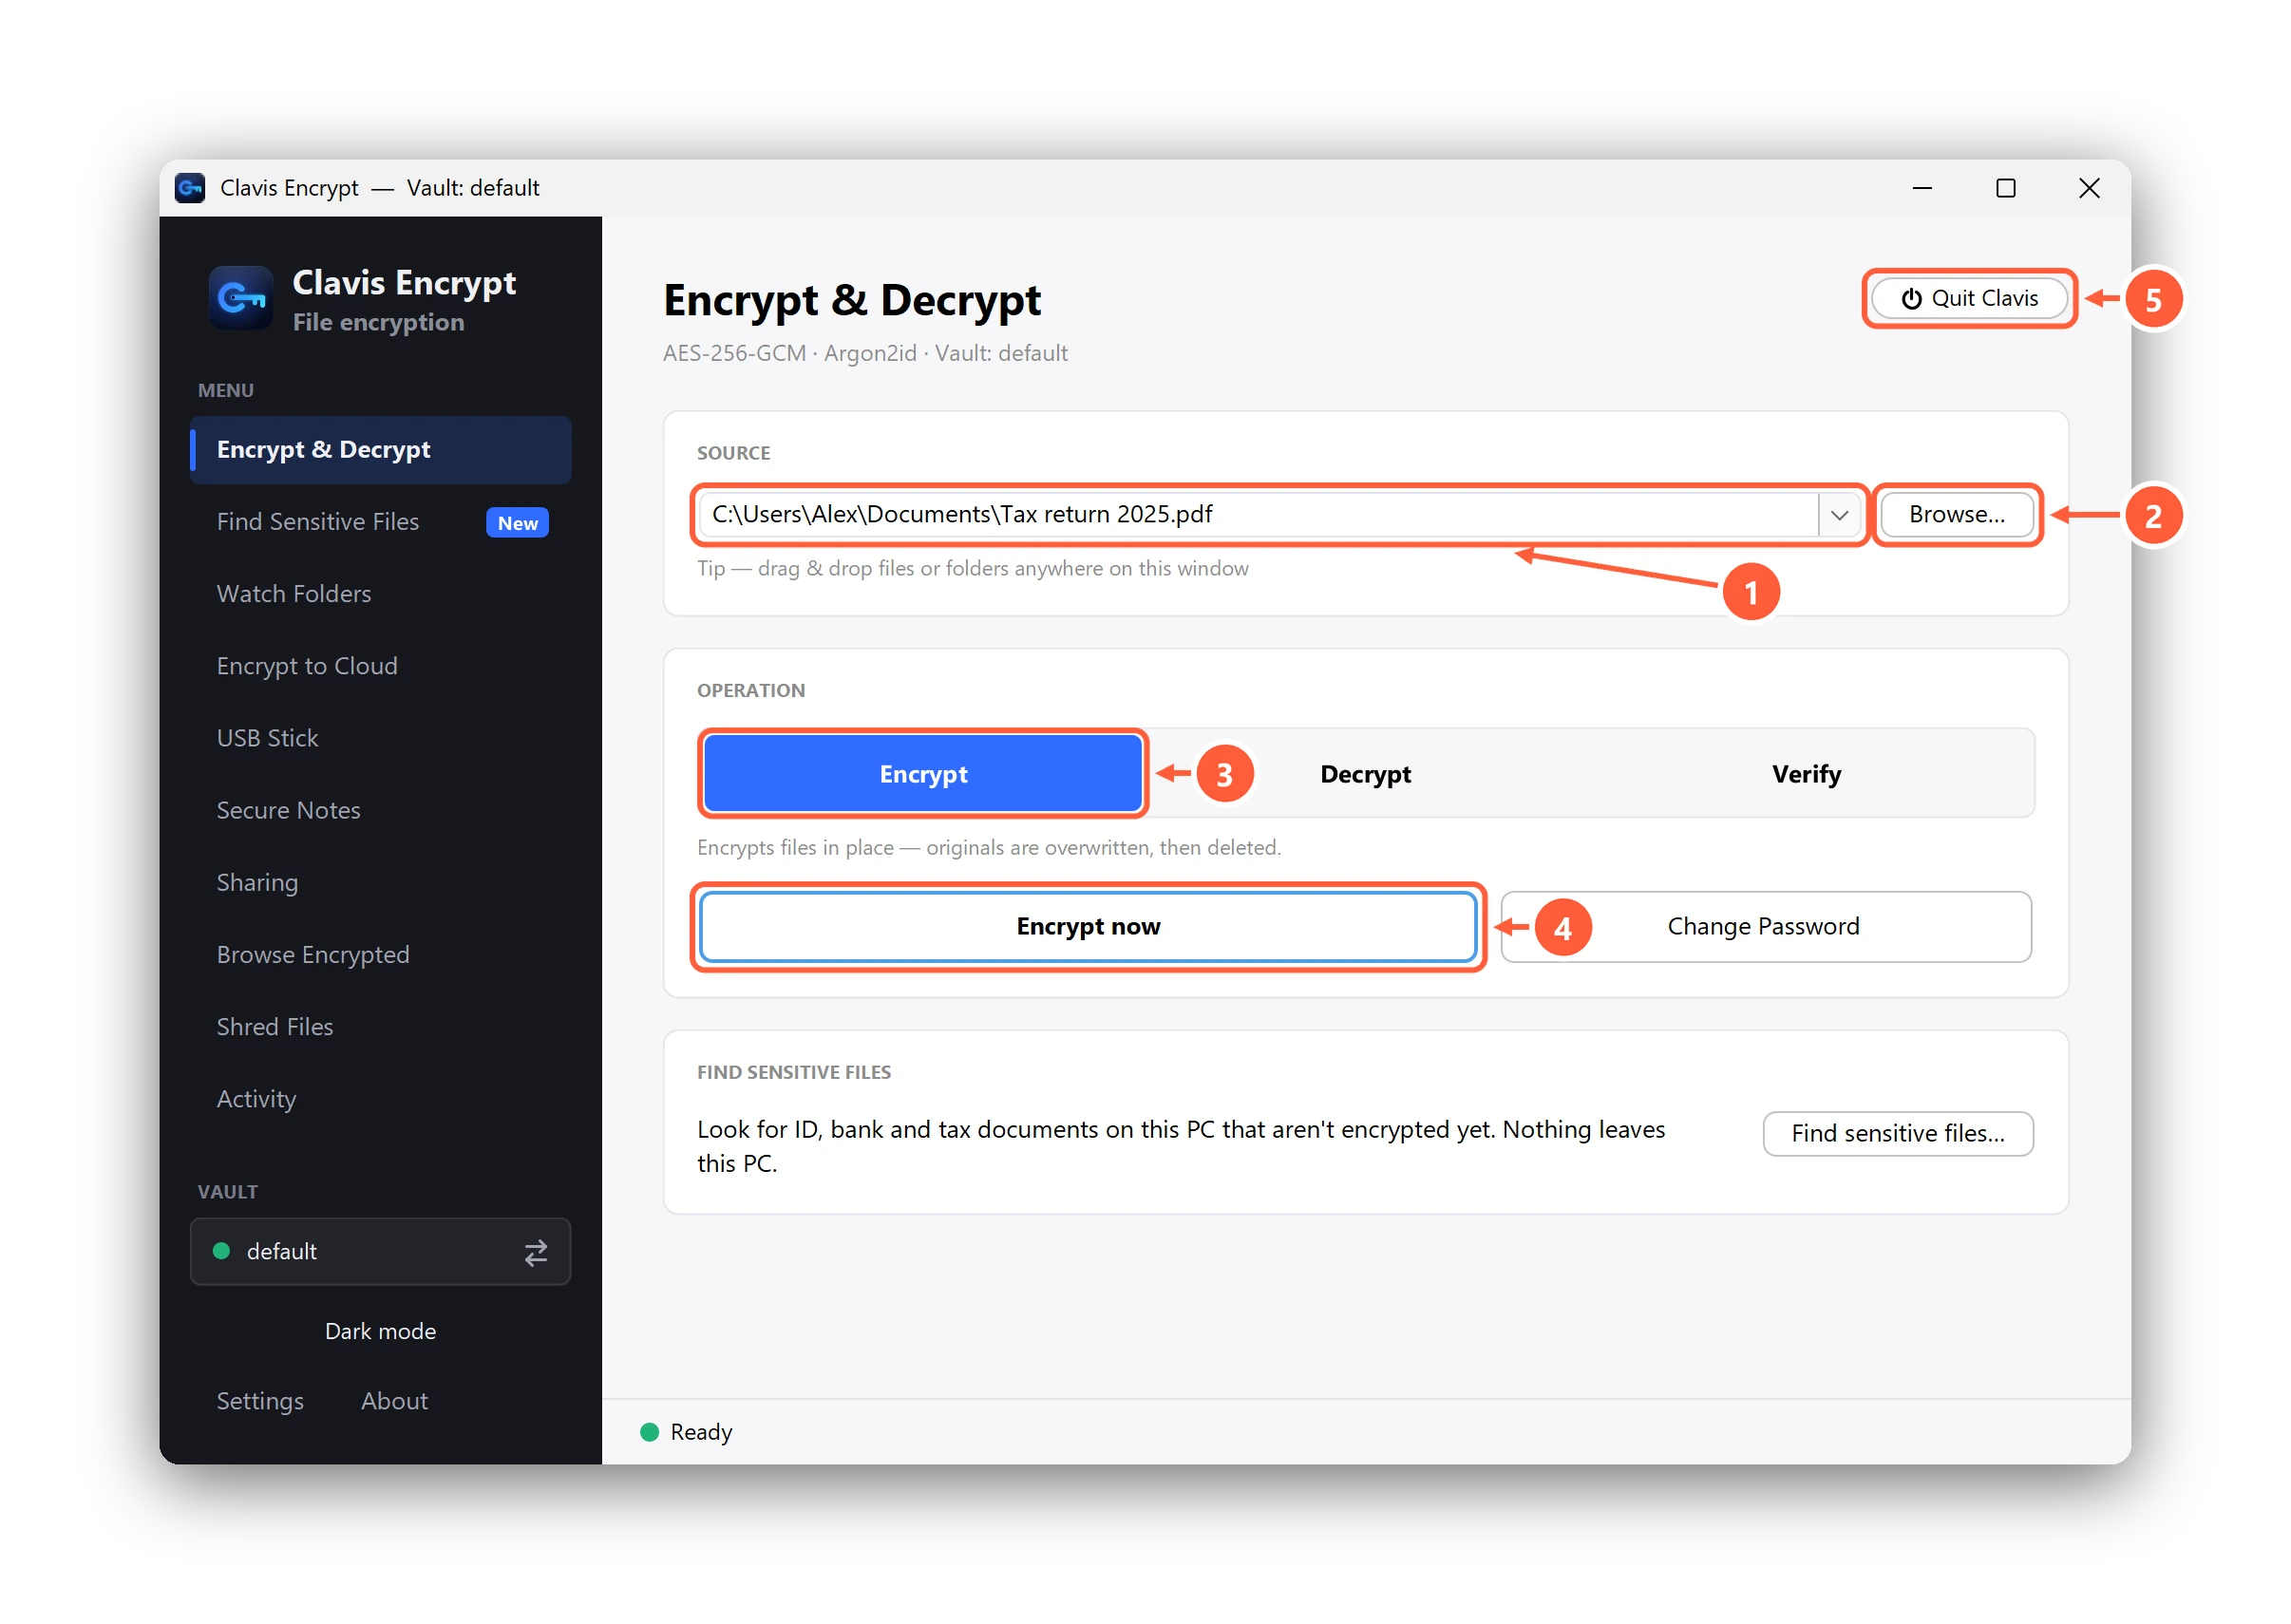 Clavis Encrypt — Vault: default
Clavis Encrypt
File encryption
MENU
Encrypt & Decrypt
Find Sensitive Files
New
Watch Folders
Encrypt to Cloud
USB Stick
Secure Notes
Sharing
Browse Encrypted
Shred Files
Activity
VAULT
default
Dark mode
Settings
About
Encrypt & Decrypt
Quit Clavis
5
AES-256-GCM · Argon2id · Vault: default
SOURCE
C:\Users\Alex\Documents\Tax return 2025.pdf
Browse...
2
Tip — drag & drop files or folders anywhere on this window
1
OPERATION
Encrypt
3
Decrypt
Verify
Encrypts files in place — originals are overwritten, then deleted.
Encrypt now
4
Change Password
FIND SENSITIVE FILES
Look for ID, bank and tax documents on this PC that aren't encrypted yet. Nothing leaves
this PC.
Find sensitive files...
Ready